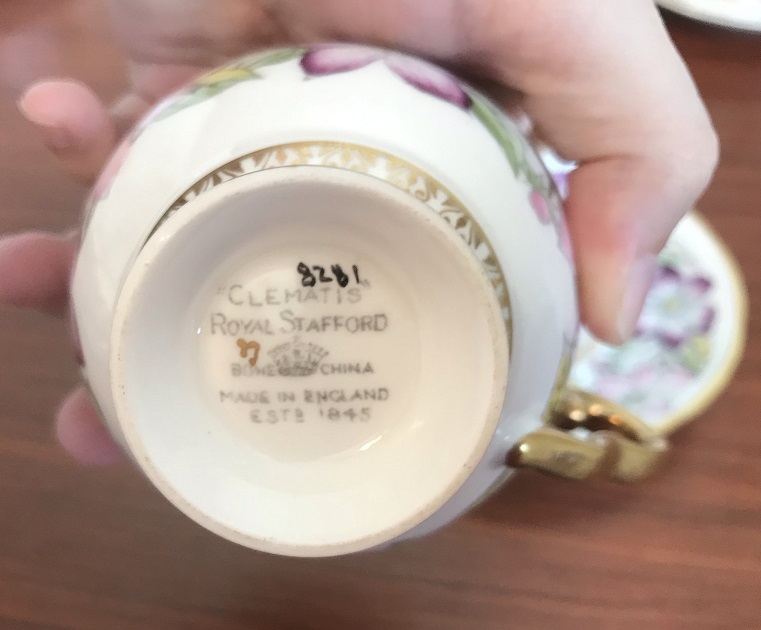 8281
"CLEMATIS"
ROYAL STAFFORD
BONE CHINA
MADE IN ENGLAND
ESTD 1845